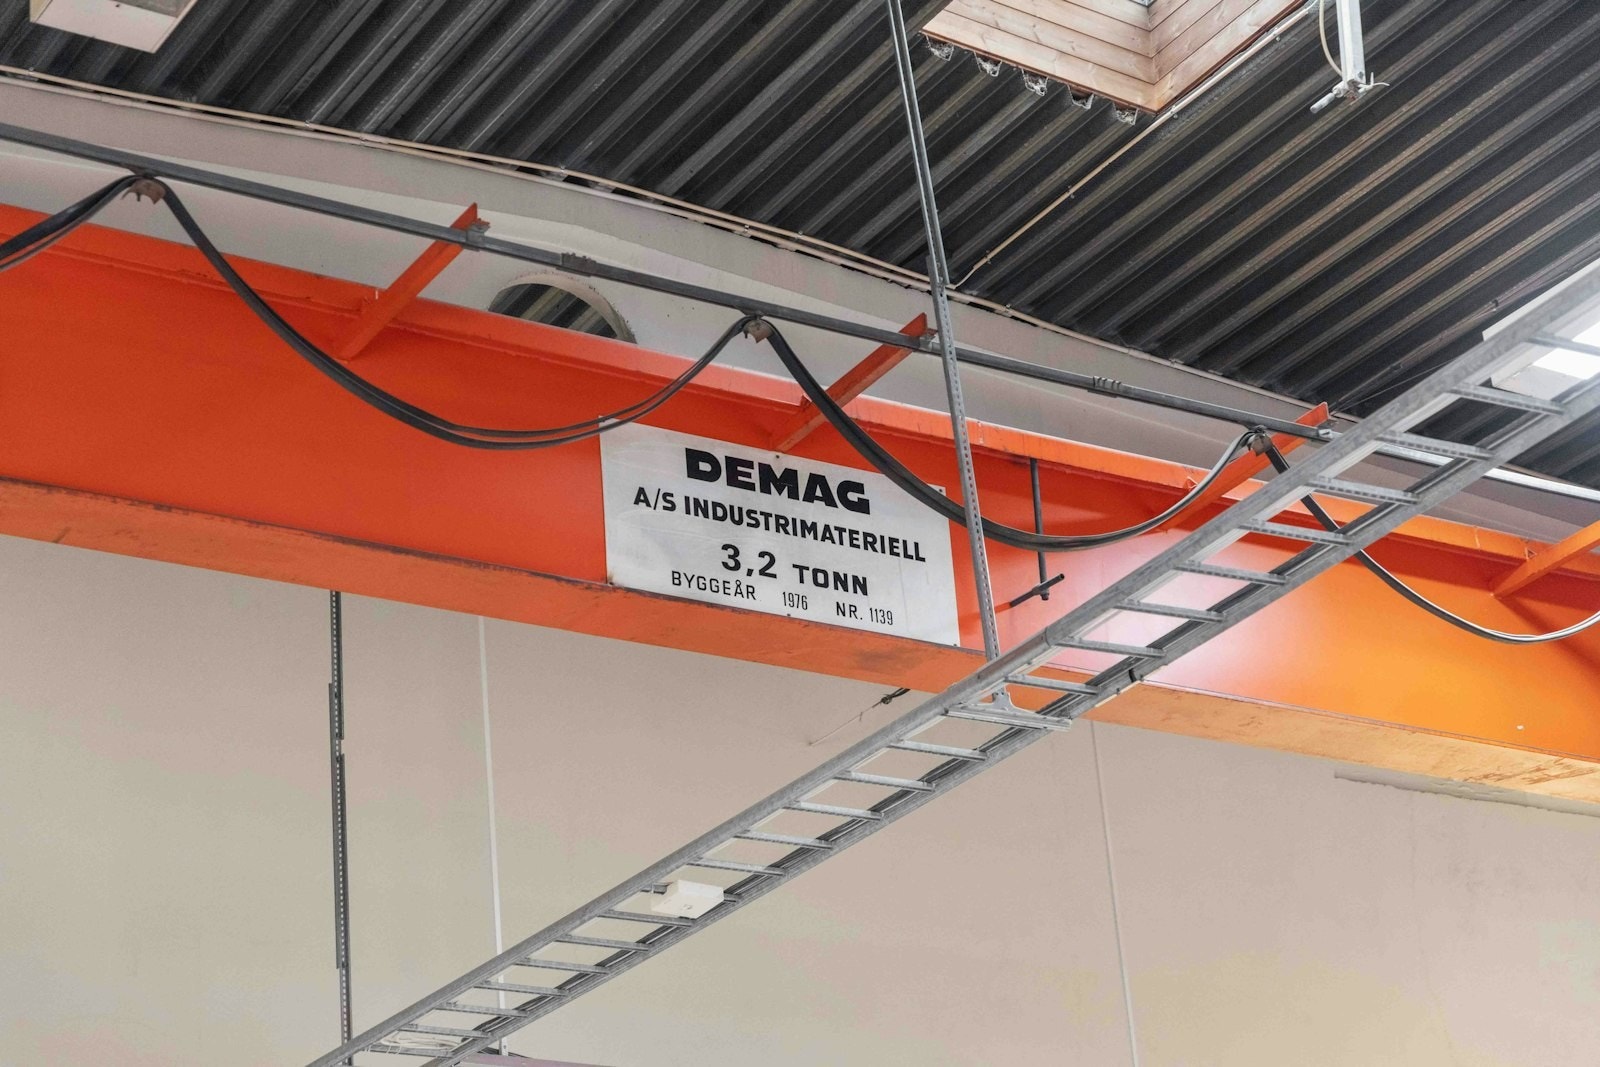 DEMAG
A/S INDUSTRIMATERIELL
3,2 TONN
BYGGEÅR 1976 NR. 1139